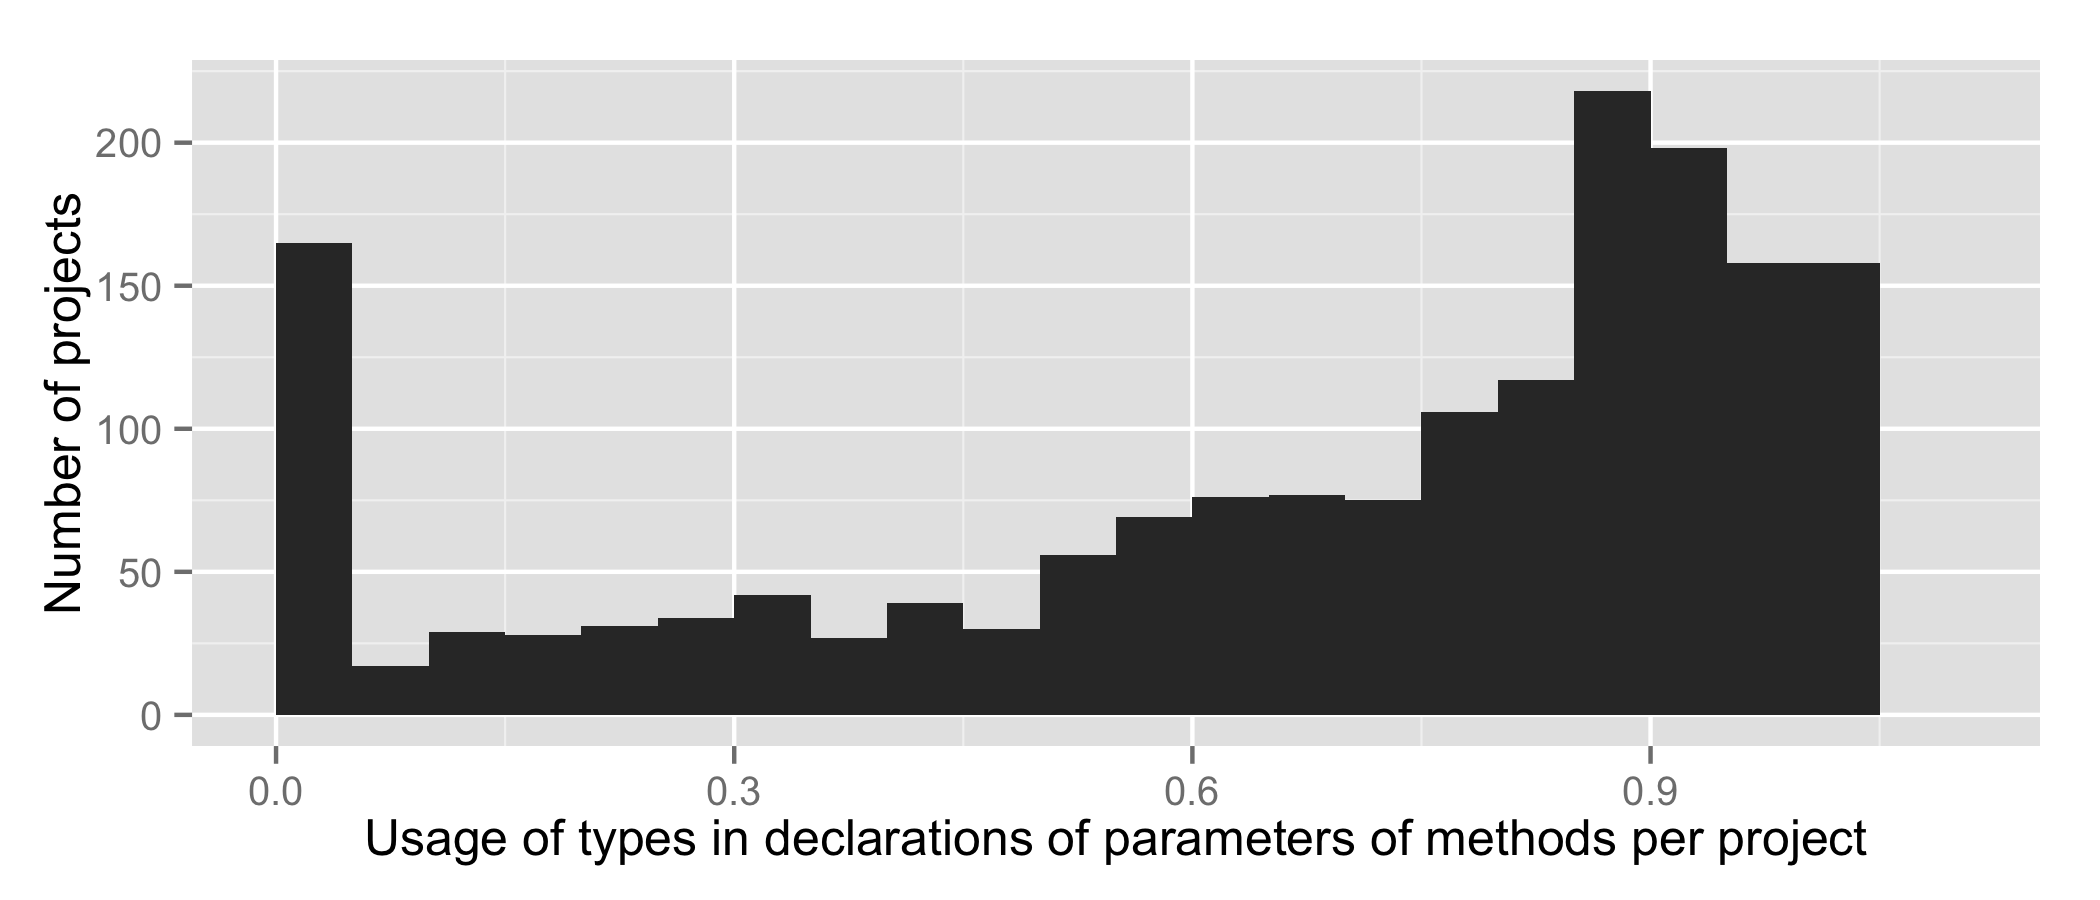 Number of projects
200
150
100
50
0
0.0 0.3 0.6 0.9
Usage of types in declarations of parameters of methods per project